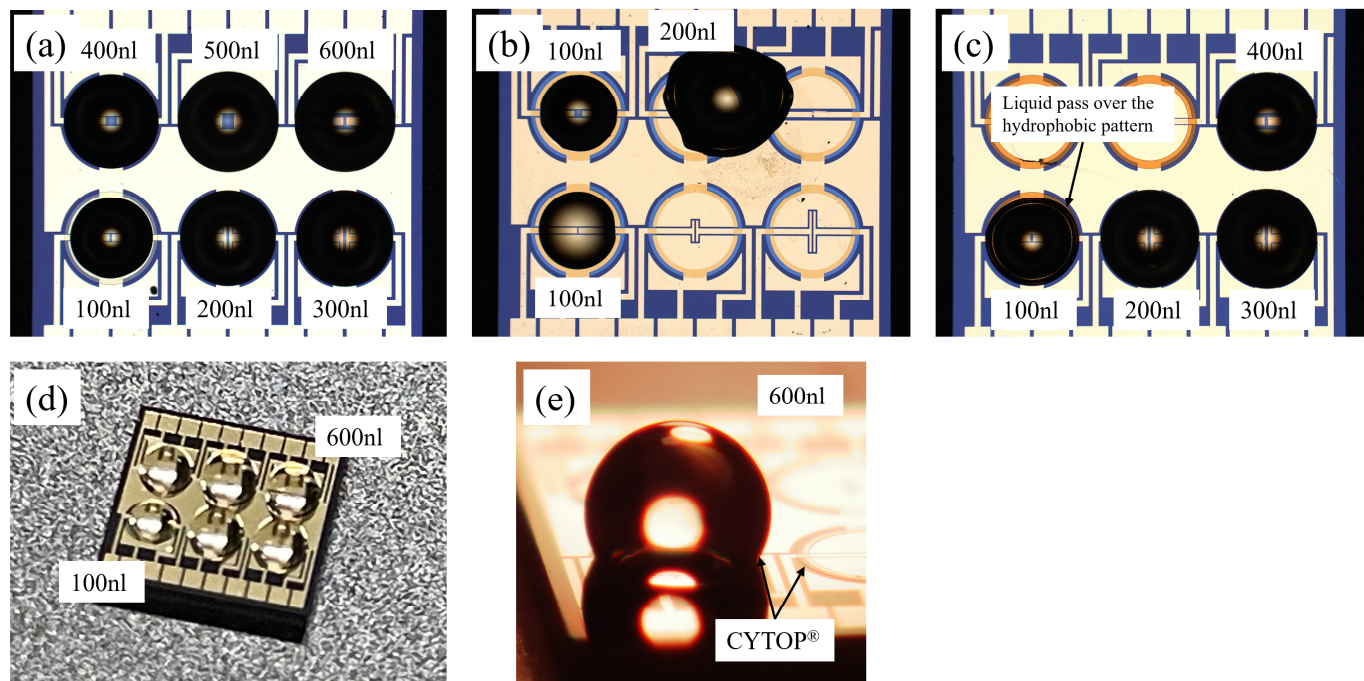 (a)
400nl
500nl
600nl
100nl
200nl
300nl
(b)
100nl
200nl
100nl
(c)
400nl
Liquid pass over the
hydrophobic pattern
100nl
200nl
300nl
(d)
600nl
100nl
(e)
600nl
CYTOP®